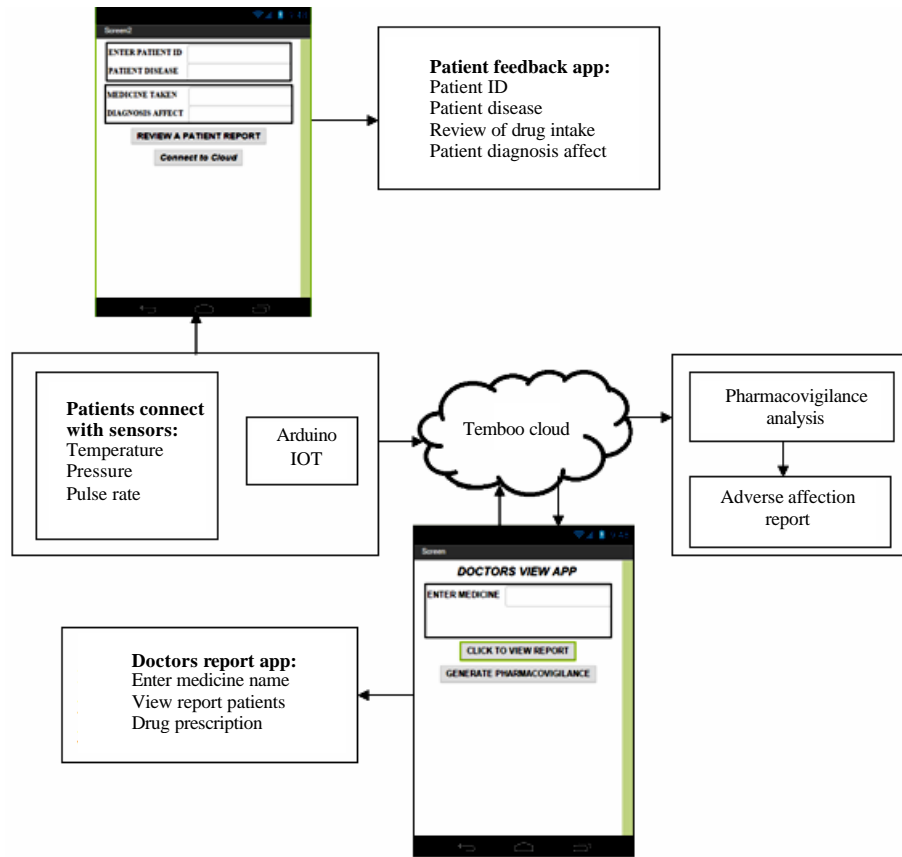 Screen2
ENTER PATIENT ID
PATIENT DISEASE
MEDICINE TAKEN
DIAGNOSIS AFFECT
REVIEW A PATIENT REPORT
Connect to Cloud
Patient feedback app:
Patient ID
Patient disease
Review of drug intake
Patient diagnosis affect
Patients connect
with sensors:
Temperature
Pressure
Pulse rate
Arduino
IOT
Temboo cloud
Pharmacovigilance
analysis
Adverse affection
report
Screen
DOCTORS VIEW APP
ENTER MEDICINE
CLICK TO VIEW REPORT
GENERATE PHARMACOVIGILANCE
Doctors report app:
Enter medicine name
View report patients
Drug prescription